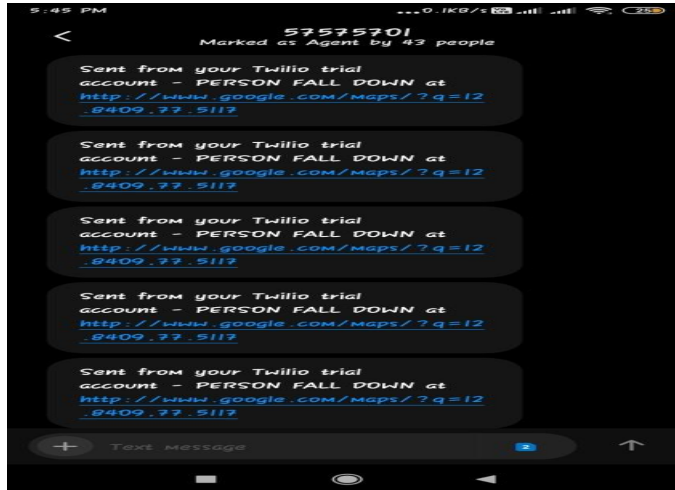 5:45 PM
...0.1KB/s
25
57575701
Marked as Agent by 43 people
Sent from your Twilio trial
account - PERSON FALL DOWN at
http://www.google.com/maps/?q=12
.8409,77.5117
Sent from your Twilio trial
account - PERSON FALL DOWN at
http://www.google.com/maps/?q=12
.8409,77.5117
Sent from your Twilio trial
account - PERSON FALL DOWN at
http://www.google.com/maps/?q=12
.8409,77.5117
Sent from your Twilio trial
account - PERSON FALL DOWN at
http://www.google.com/maps/?q=12
.8409,77.5117
Sent from your Twilio trial
account - PERSON FALL DOWN at
http://www.google.com/maps/?q=12
.8409,77.5117
Text message
2